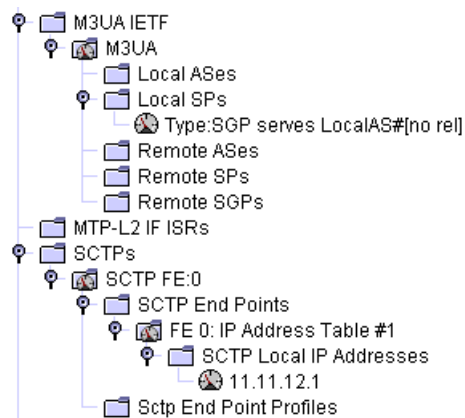 M3UA IETF
M3UA
Local ASes
Local SPs
Type:SGP serves LocalAS#[no rel]
Remote ASes
Remote SPs
Remote SGPs
MTP-L2 IF ISRs
SCTPs
SCTP FE:0
SCTP End Points
FE 0: IP Address Table #1
SCTP Local IP Addresses
11.11.12.1
Sctp End Point Profiles